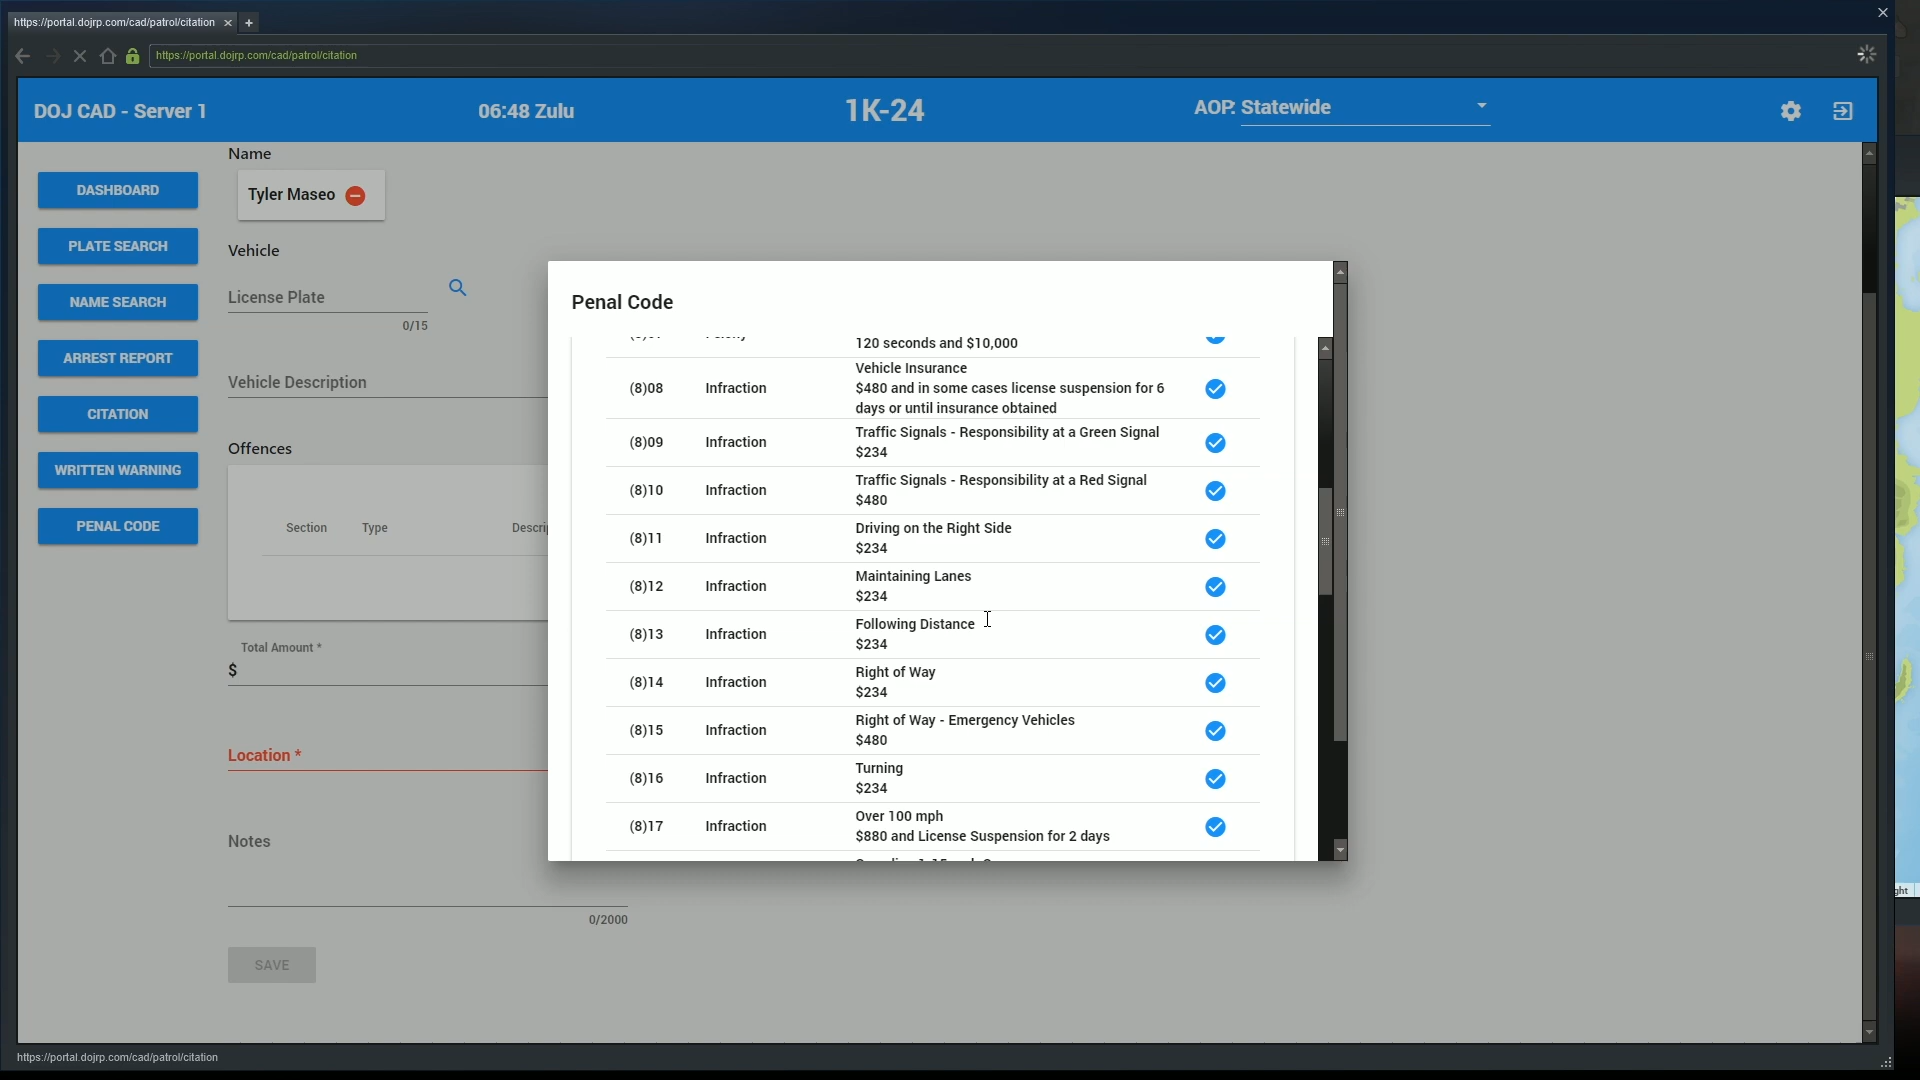 https://portal.dojrp.com/cad/patrol/citation
https://portal.dojrp.com/cad/patrol/citation
DOJ CAD - Server 1
06:48 Zulu
1K-24
AOP: Statewide
DASHBOARD
PLATE SEARCH
NAME SEARCH
ARREST REPORT
CITATION
WRITTEN WARNING
PENAL CODE
Name
Tyler Maseo
Vehicle
License Plate
0/15
Vehicle Description
Offences
Section Type
Total Amount *
$
Location *
Notes
0/2000
SAVE
Penal Code
120 seconds and $10,000
(8)08 Infraction Vehicle Insurance
$480 and in some cases license suspension for 6
days or until insurance obtained
(8)09 Infraction Traffic Signals - Responsibility at a Green Signal
$234
(8)10 Infraction Traffic Signals - Responsibility at a Red Signal
$480
(8)11 Infraction Driving on the Right Side
$234
(8)12 Infraction Maintaining Lanes
$234
(8)13 Infraction Following Distance
$234
(8)14 Infraction Right of Way
$234
(8)15 Infraction Right of Way - Emergency Vehicles
$480
(8)16 Infraction Turning
$234
(8)17 Infraction Over 100 mph
$880 and License Suspension for 2 days
https://portal.dojrp.com/cad/patrol/citation